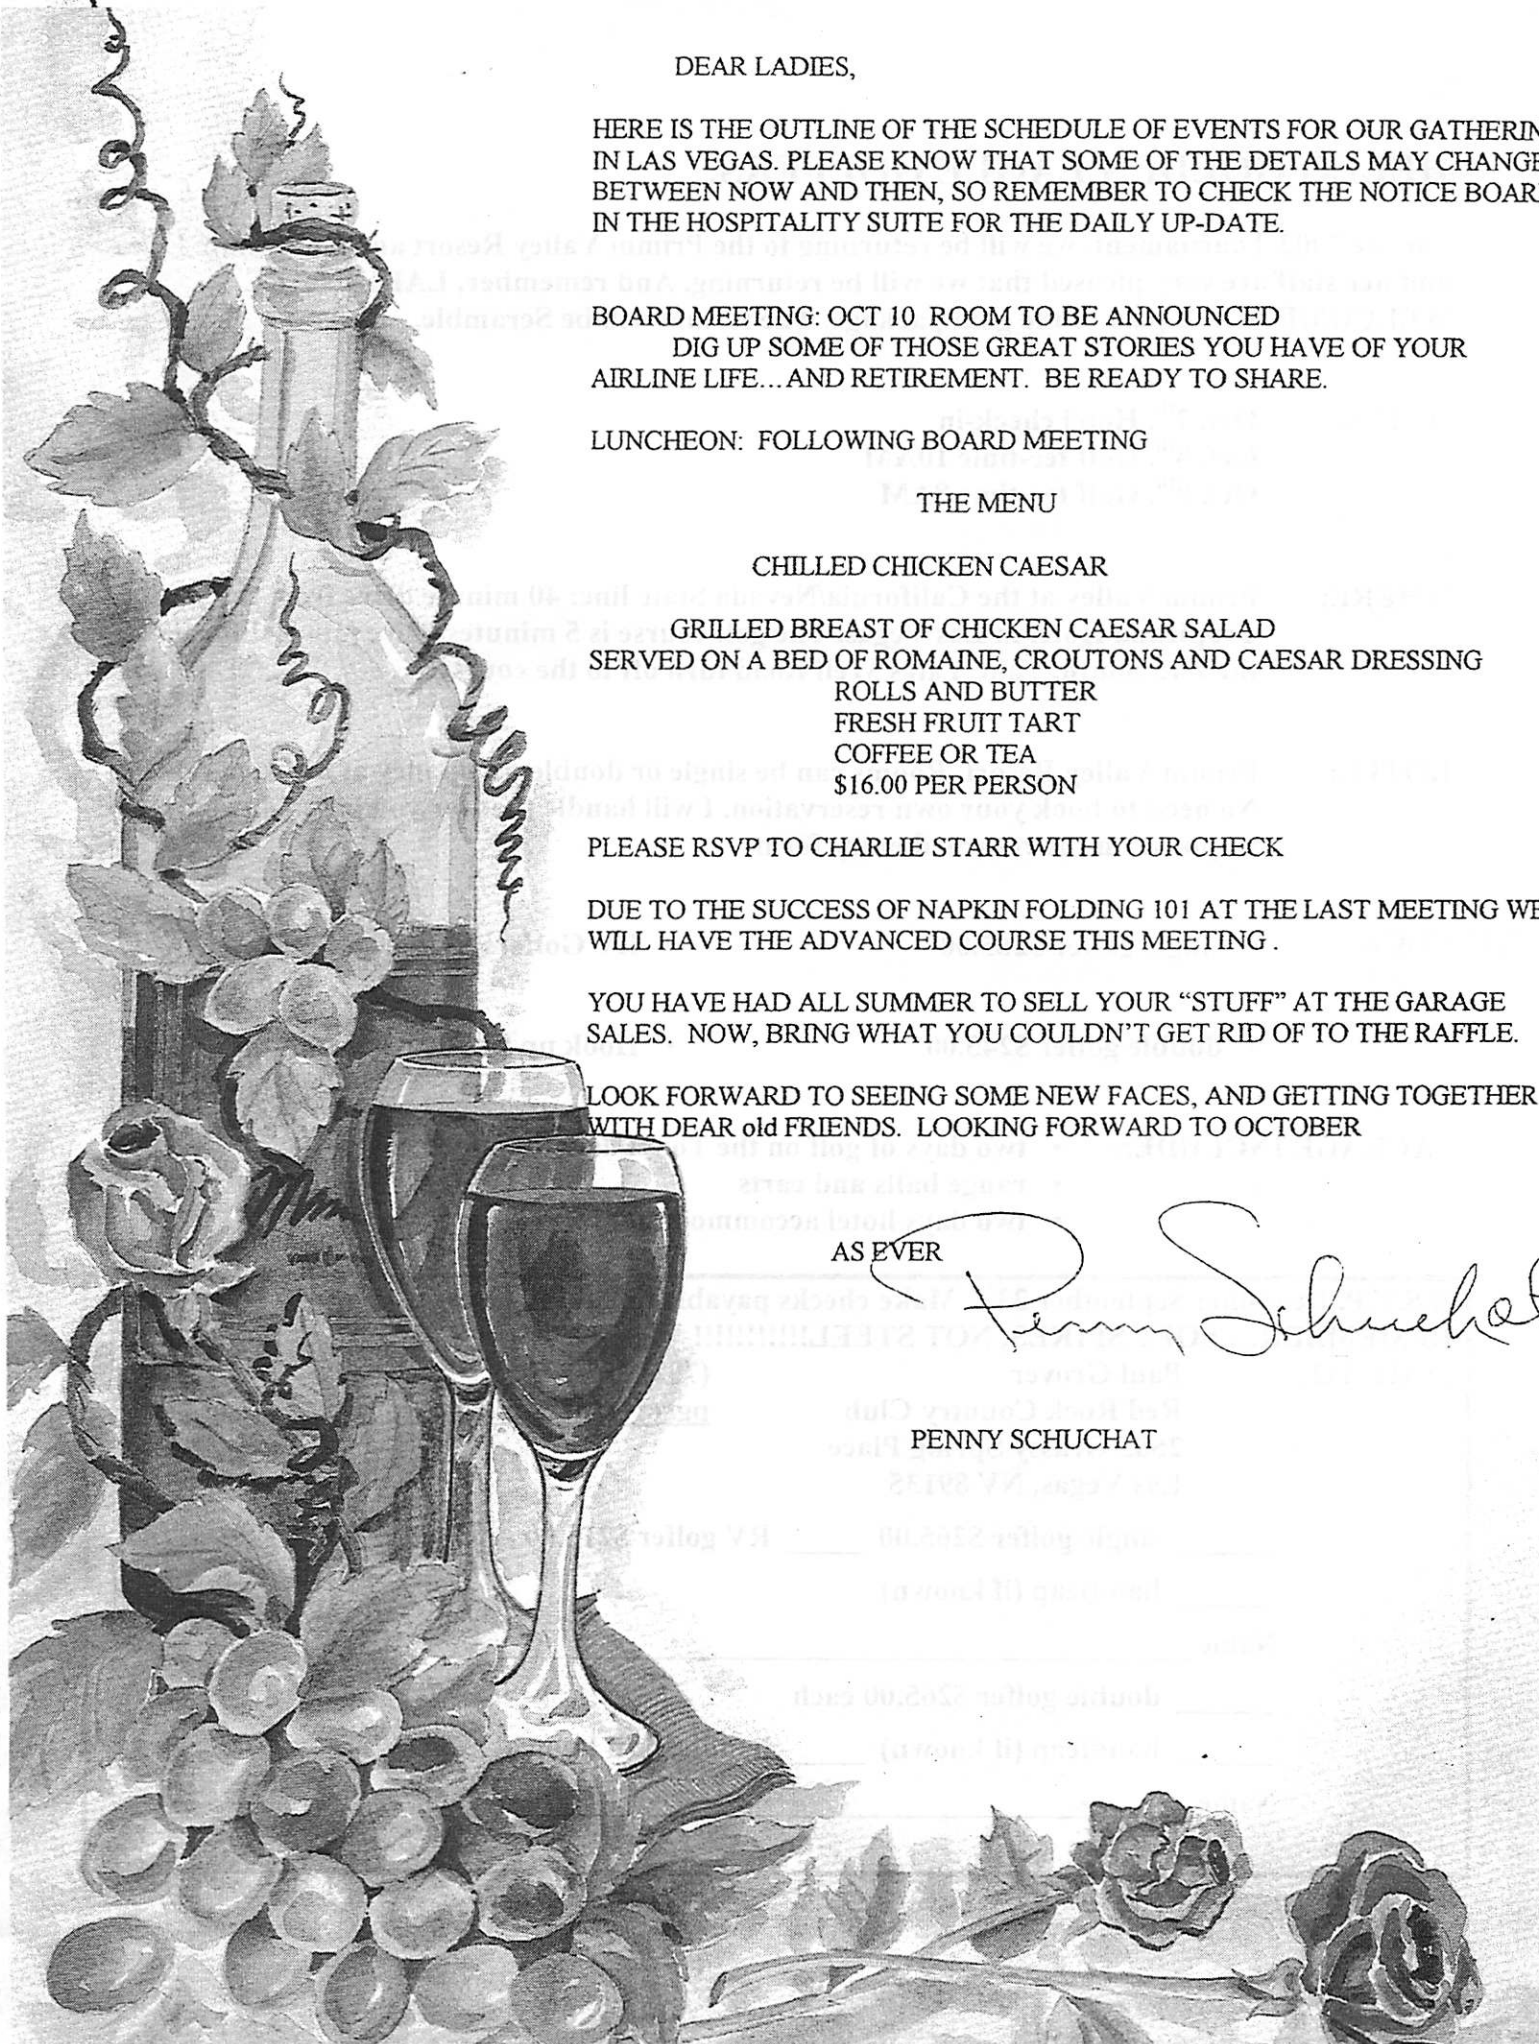 DEAR LADIES,
HERE IS THE OUTLINE OF THE SCHEDULE OF EVENTS FOR OUR GATHERIN
IN LAS VEGAS. PLEASE KNOW THAT SOME OF THE DETAILS MAY CHANGE
BETWEEN NOW AND THEN, SO REMEMBER TO CHECK THE NOTICE BOAR
IN THE HOSPITALITY SUITE FOR THE DAILY UP-DATE.
BOARD MEETING: OCT 10 ROOM TO BE ANNOUNCED
DIG UP SOME OF THOSE GREAT STORIES YOU HAVE OF YOUR
AIRLINE LIFE...AND RETIREMENT. BE READY TO SHARE.
LUNCHEON: FOLLOWING BOARD MEETING
THE MENU
CHILLED CHICKEN CAESAR
GRILLED BREAST OF CHICKEN CAESAR SALAD
SERVED ON A BED OF ROMAINE, CROUTONS AND CAESAR DRESSING
ROLLS AND BUTTER
FRESH FRUIT TART
COFFEE OR TEA
$16.00 PER PERSON
PLEASE RSVP TO CHARLIE STARR WITH YOUR CHECK
DUE TO THE SUCCESS OF NAPKIN FOLDING 101 AT THE LAST MEETING WE
WILL HAVE THE ADVANCED COURSE THIS MEETING .
YOU HAVE HAD ALL SUMMER TO SELL YOUR “STUFF” AT THE GARAGE
SALES. NOW, BRING WHAT YOU COULDN'T GET RID OF TO THE RAFFLE.
LOOK FORWARD TO SEEING SOME NEW FACES, AND GETTING TOGETHER
WITH DEAR old FRIENDS. LOOKING FORWARD TO OCTOBER
AS EVER
Penny Schuchat
PENNY SCHUCHAT